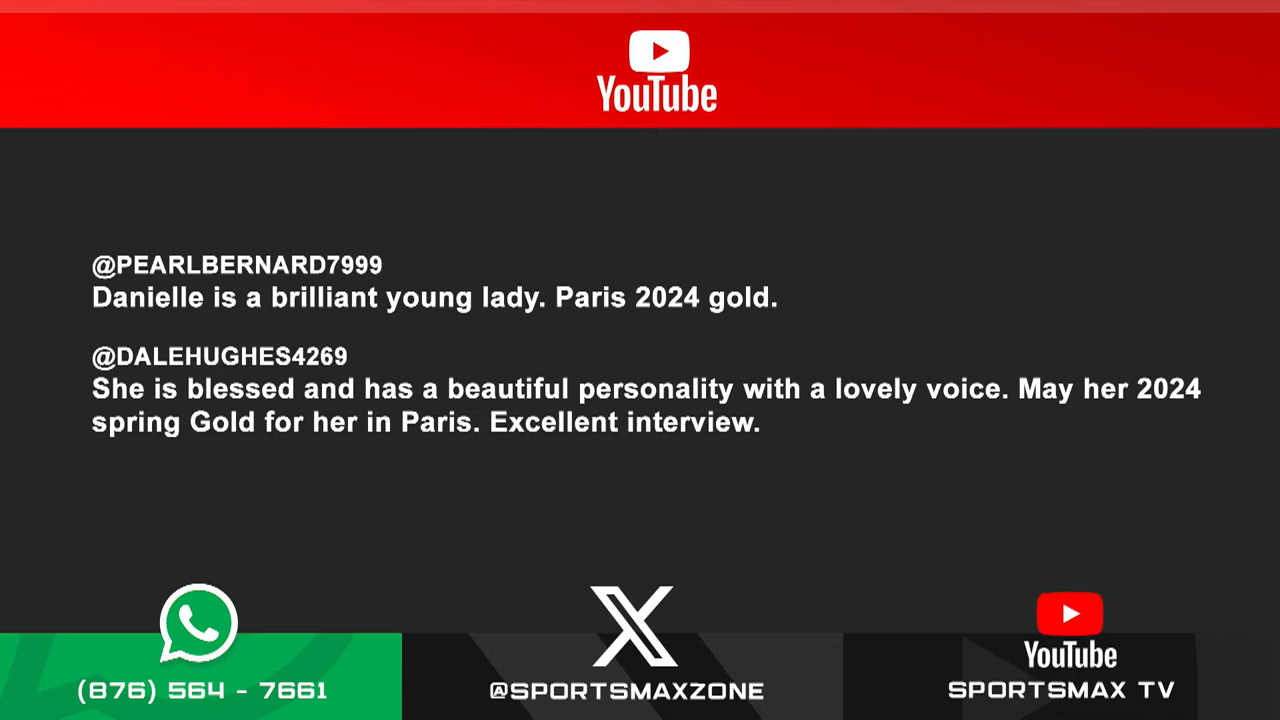 YouTube
@PEARLBERNARD7999
Danielle is a brilliant young lady. Paris 2024 gold.
@DALEHUGHES4269
She is blessed and has a beautiful personality with a lovely voice. May her 2024
spring Gold for her in Paris. Excellent interview.
(876) 564 - 7661
@SPORTSMAXZONE
YouTube
SPORTSMAX TV